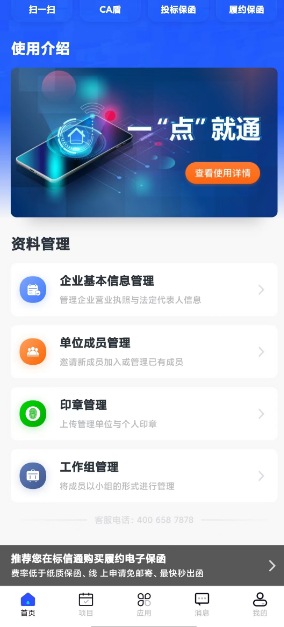 扫一扫 CA盾 投标保函 履约保函
使用介绍
一“点”就通
查看使用详情
资料管理
企业基本信息管理
管理企业营业执照与法定代表人信息
单位成员管理
邀请新成员加入或管理已有成员
印章管理
上传管理单位与个人印章
工作组管理
将成员以小组的形式进行管理
客服电话：400 658 7878
推荐您在标信通购买履约电子保函
费率低于纸质保函、线 上申请免邮寄、最快秒出函
首页 项目 应用 消息 我的